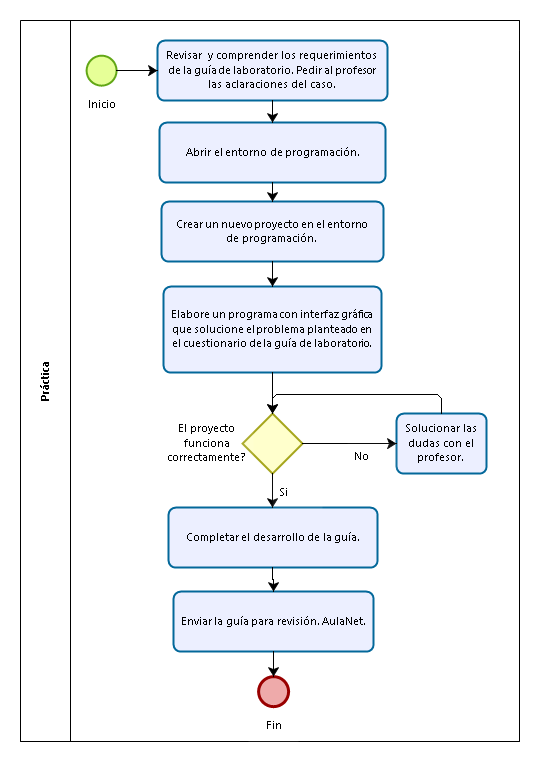 Práctica
Inicio
Revisar y comprender los requerimientos
de la guía de laboratorio. Pedir al profesor
las aclaraciones del caso.
Abrir el entorno de programación.
Crear un nuevo proyecto en el entorno
de programación.
Elabore un programa con interfaz gráfica
que solucione el problema planteado en
el cuestionario de la guía de laboratorio.
El proyecto
funciona
correctamente?
No
Solucionar las
dudas con el
profesor.
Si
Completar el desarrollo de la guía.
Enviar la guía para revisión. AulaNet.
Fin